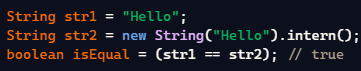 String str1 = "Hello";
String str2 = new String("Hello").intern();
boolean isEqual = (str1 == str2); // true